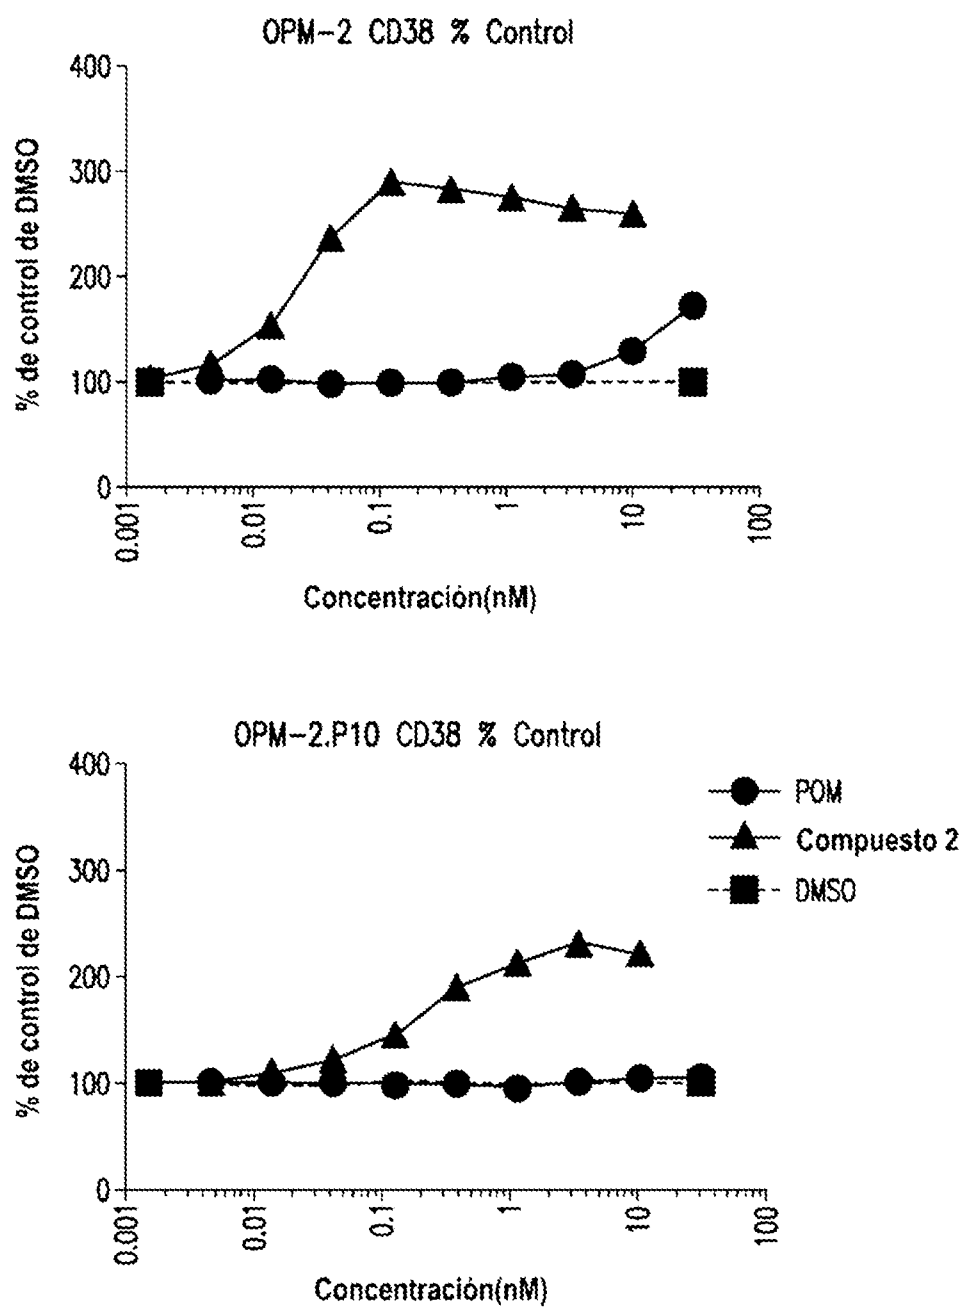 OPM-2 CD38 % Control
% de control de DMSO
400
300
200
100
0
0.001
0.01
0.1
1
10
100
Concentración(nM)
OPM-2.P10 CD38 % Control
% de control de DMSO
400
300
200
100
0
0.001
0.01
0.1
1
10
100
Concentración(nM)
POM
Compuesto 2
DMSO